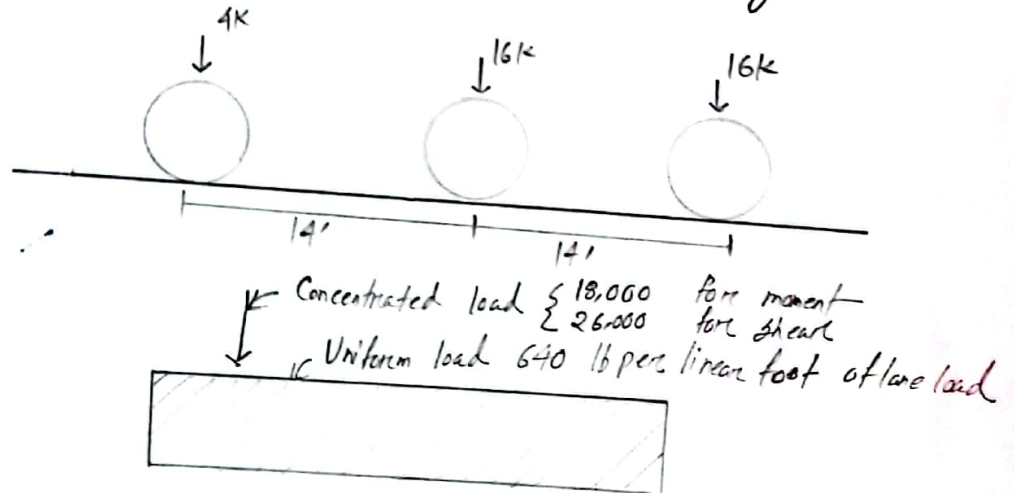 4K
16k
16k
14'
14'
Concentrated load { 18,000 for moment
{ 26,000 for shear
Uniform load 640 lb per linear foot of lane load